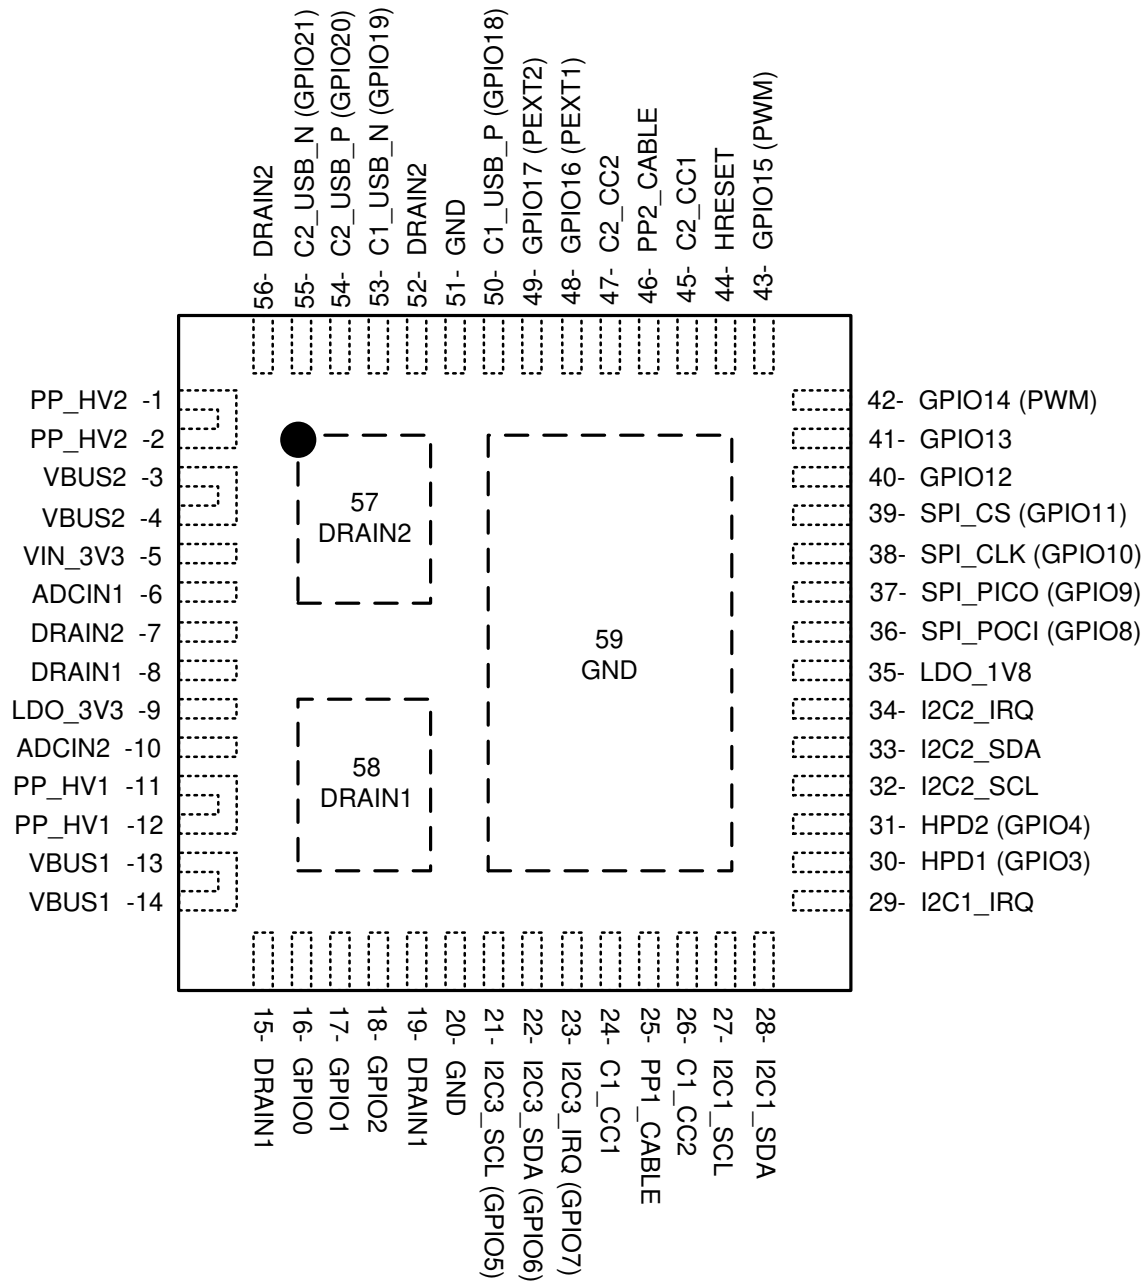 56- DRAIN2
55- C2_USB_N (GPIO21)
54- C2_USB_P (GPIO20)
53- C1_USB_N (GPIO19)
52- DRAIN2
51- GND
50- C1_USB_P (GPIO18)
49- GPIO17 (PEXT2)
48- GPIO16 (PEXT1)
47- C2_CC2
46- PP2_CABLE
45- C2_CC1
44- HRESET
43- GPIO15 (PWM)
PP_HV2 -1
PP_HV2 -2
VBUS2 -3
VBUS2 -4
VIN_3V3 -5
ADCIN1 -6
DRAIN2 -7
DRAIN1 -8
LDO_3V3 -9
ADCIN2 -10
PP_HV1 -11
PP_HV1 -12
VBUS1 -13
VBUS1 -14
57
DRAIN2
58
DRAIN1
59
GND
42- GPIO14 (PWM)
41- GPIO13
40- GPIO12
39- SPI_CS (GPIO11)
38- SPI_CLK (GPIO10)
37- SPI_PICO (GPIO9)
36- SPI_POCI (GPIO8)
35- LDO_1V8
34- I2C2_IRQ
33- I2C2_SDA
32- I2C2_SCL
31- HPD2 (GPIO4)
30- HPD1 (GPIO3)
29- I2C1_IRQ
15- DRAIN1
16- GPIO0
17- GPIO1
18- GPIO2
19- DRAIN1
20- GND
21- I2C3_SCL (GPIO5)
22- I2C3_SDA (GPIO6)
23- I2C3_IRQ (GPIO7)
24- C1_CC1
25- PP1_CABLE
26- C1_CC2
27- I2C1_SCL
28- I2C1_SDA